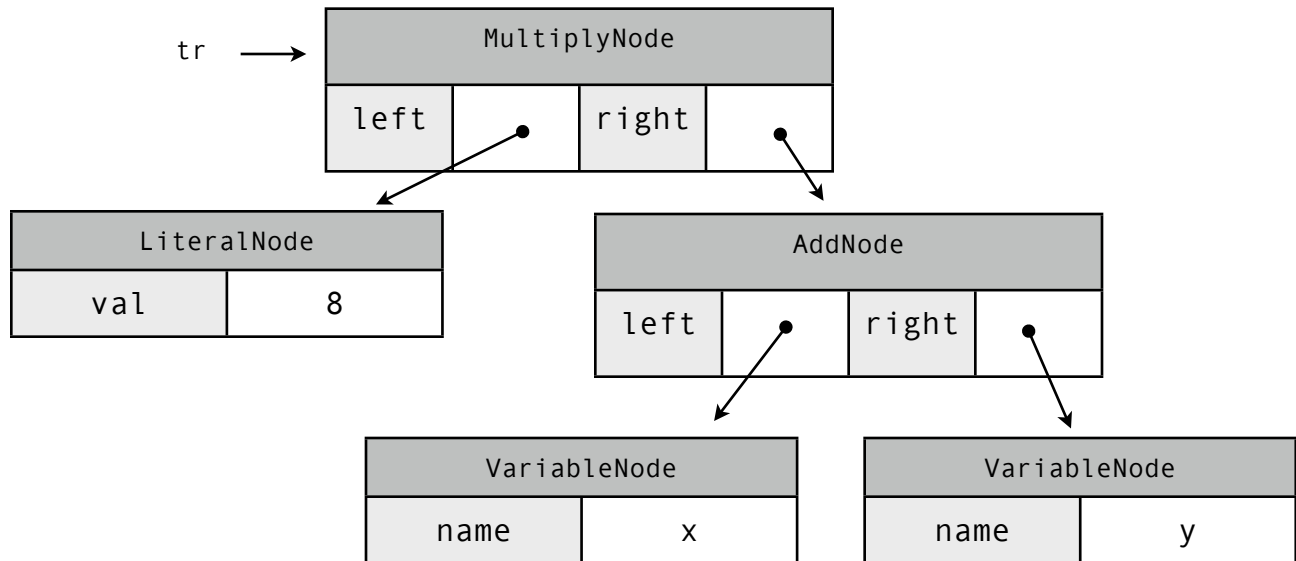 tr
MultiplyNode
left right
LiteralNode
val 8
AddNode
left right
VariableNode
name x
VariableNode
name y